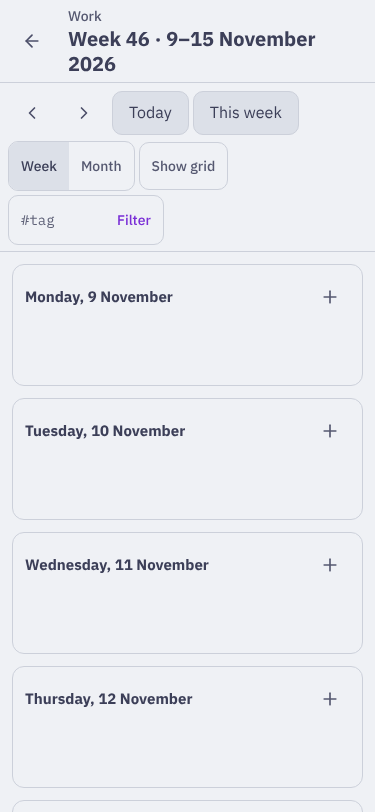 Work
Week 46 · 9–15 November
2026
Today
This week
Week
Month
Show grid
#tag
Filter
Monday, 9 November
Tuesday, 10 November
Wednesday, 11 November
Thursday, 12 November